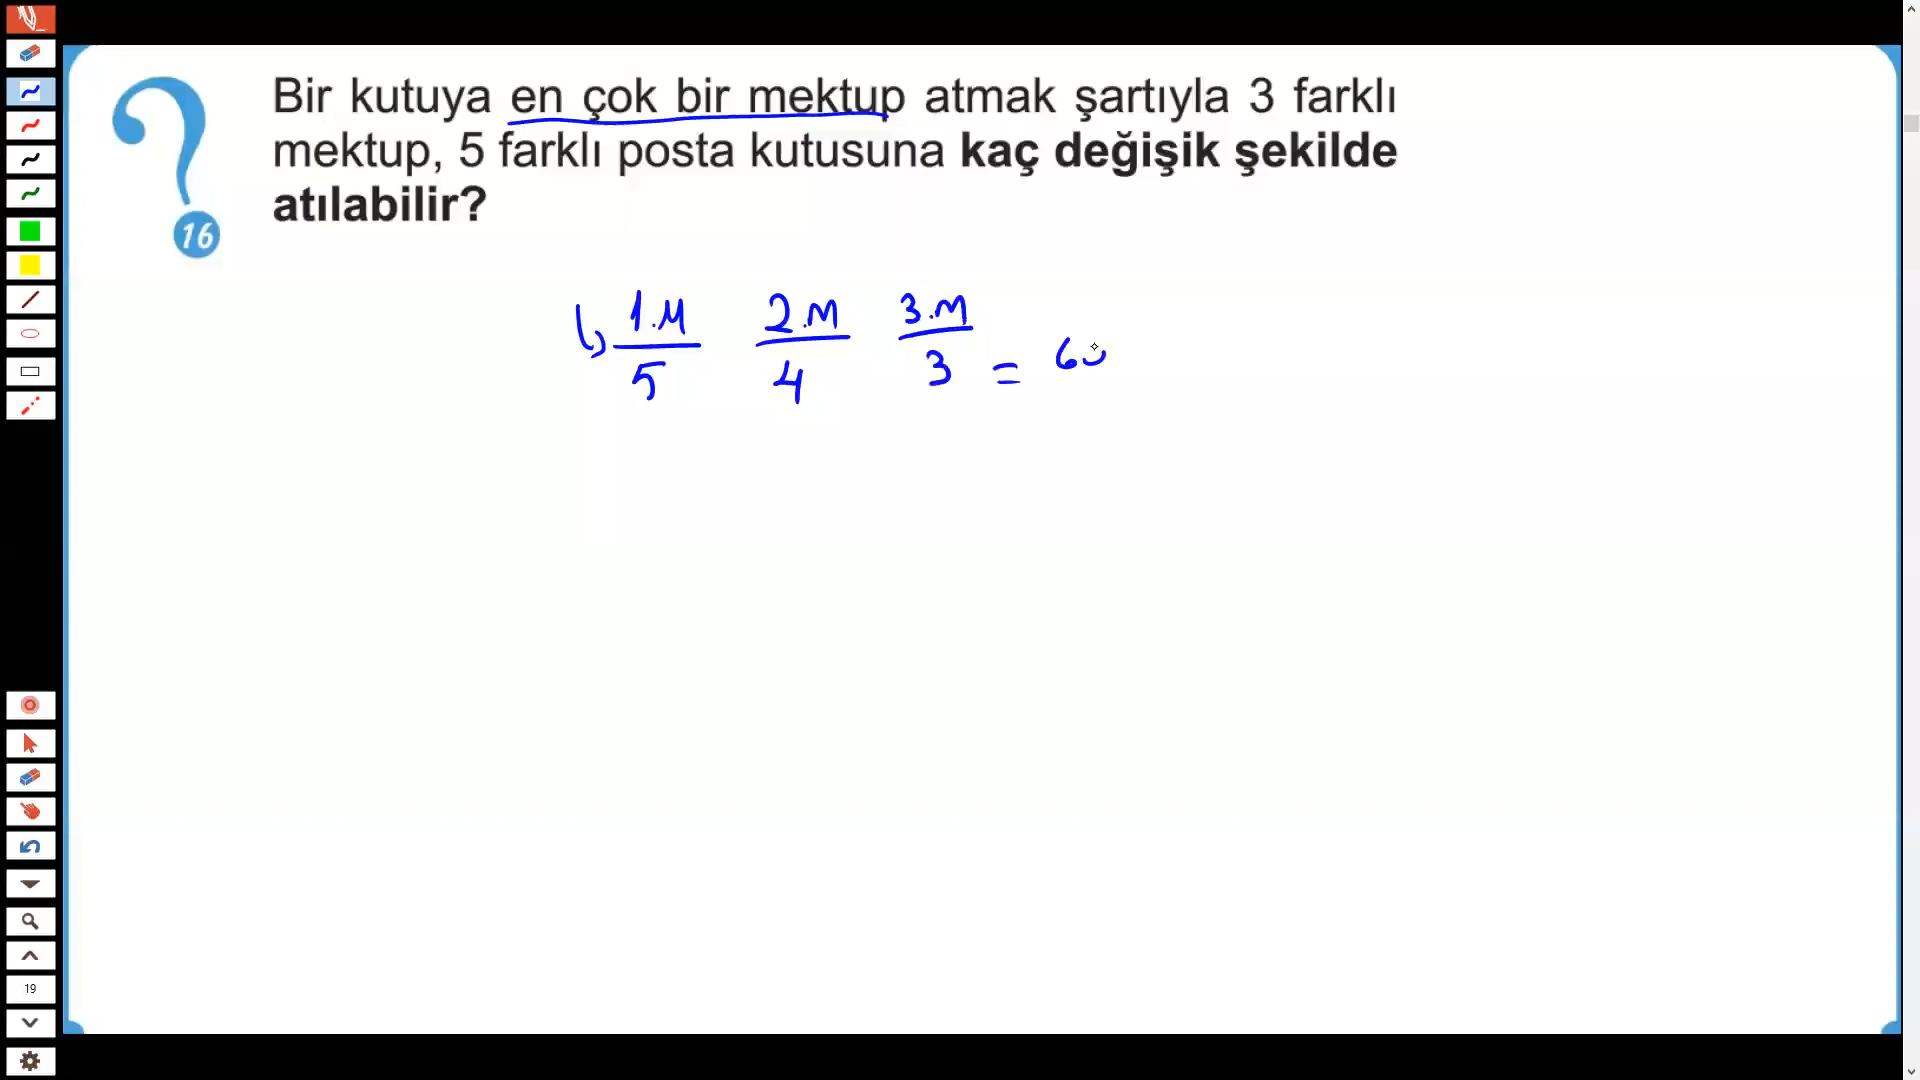 Bir kutuya en çok bir mektup atmak şartıyla 3 farklı
mektup, 5 farklı posta kutusuna kaç değişik şekilde
atılabilir?
16
1.M 2.M 3.M
5 4 3 = 60
19